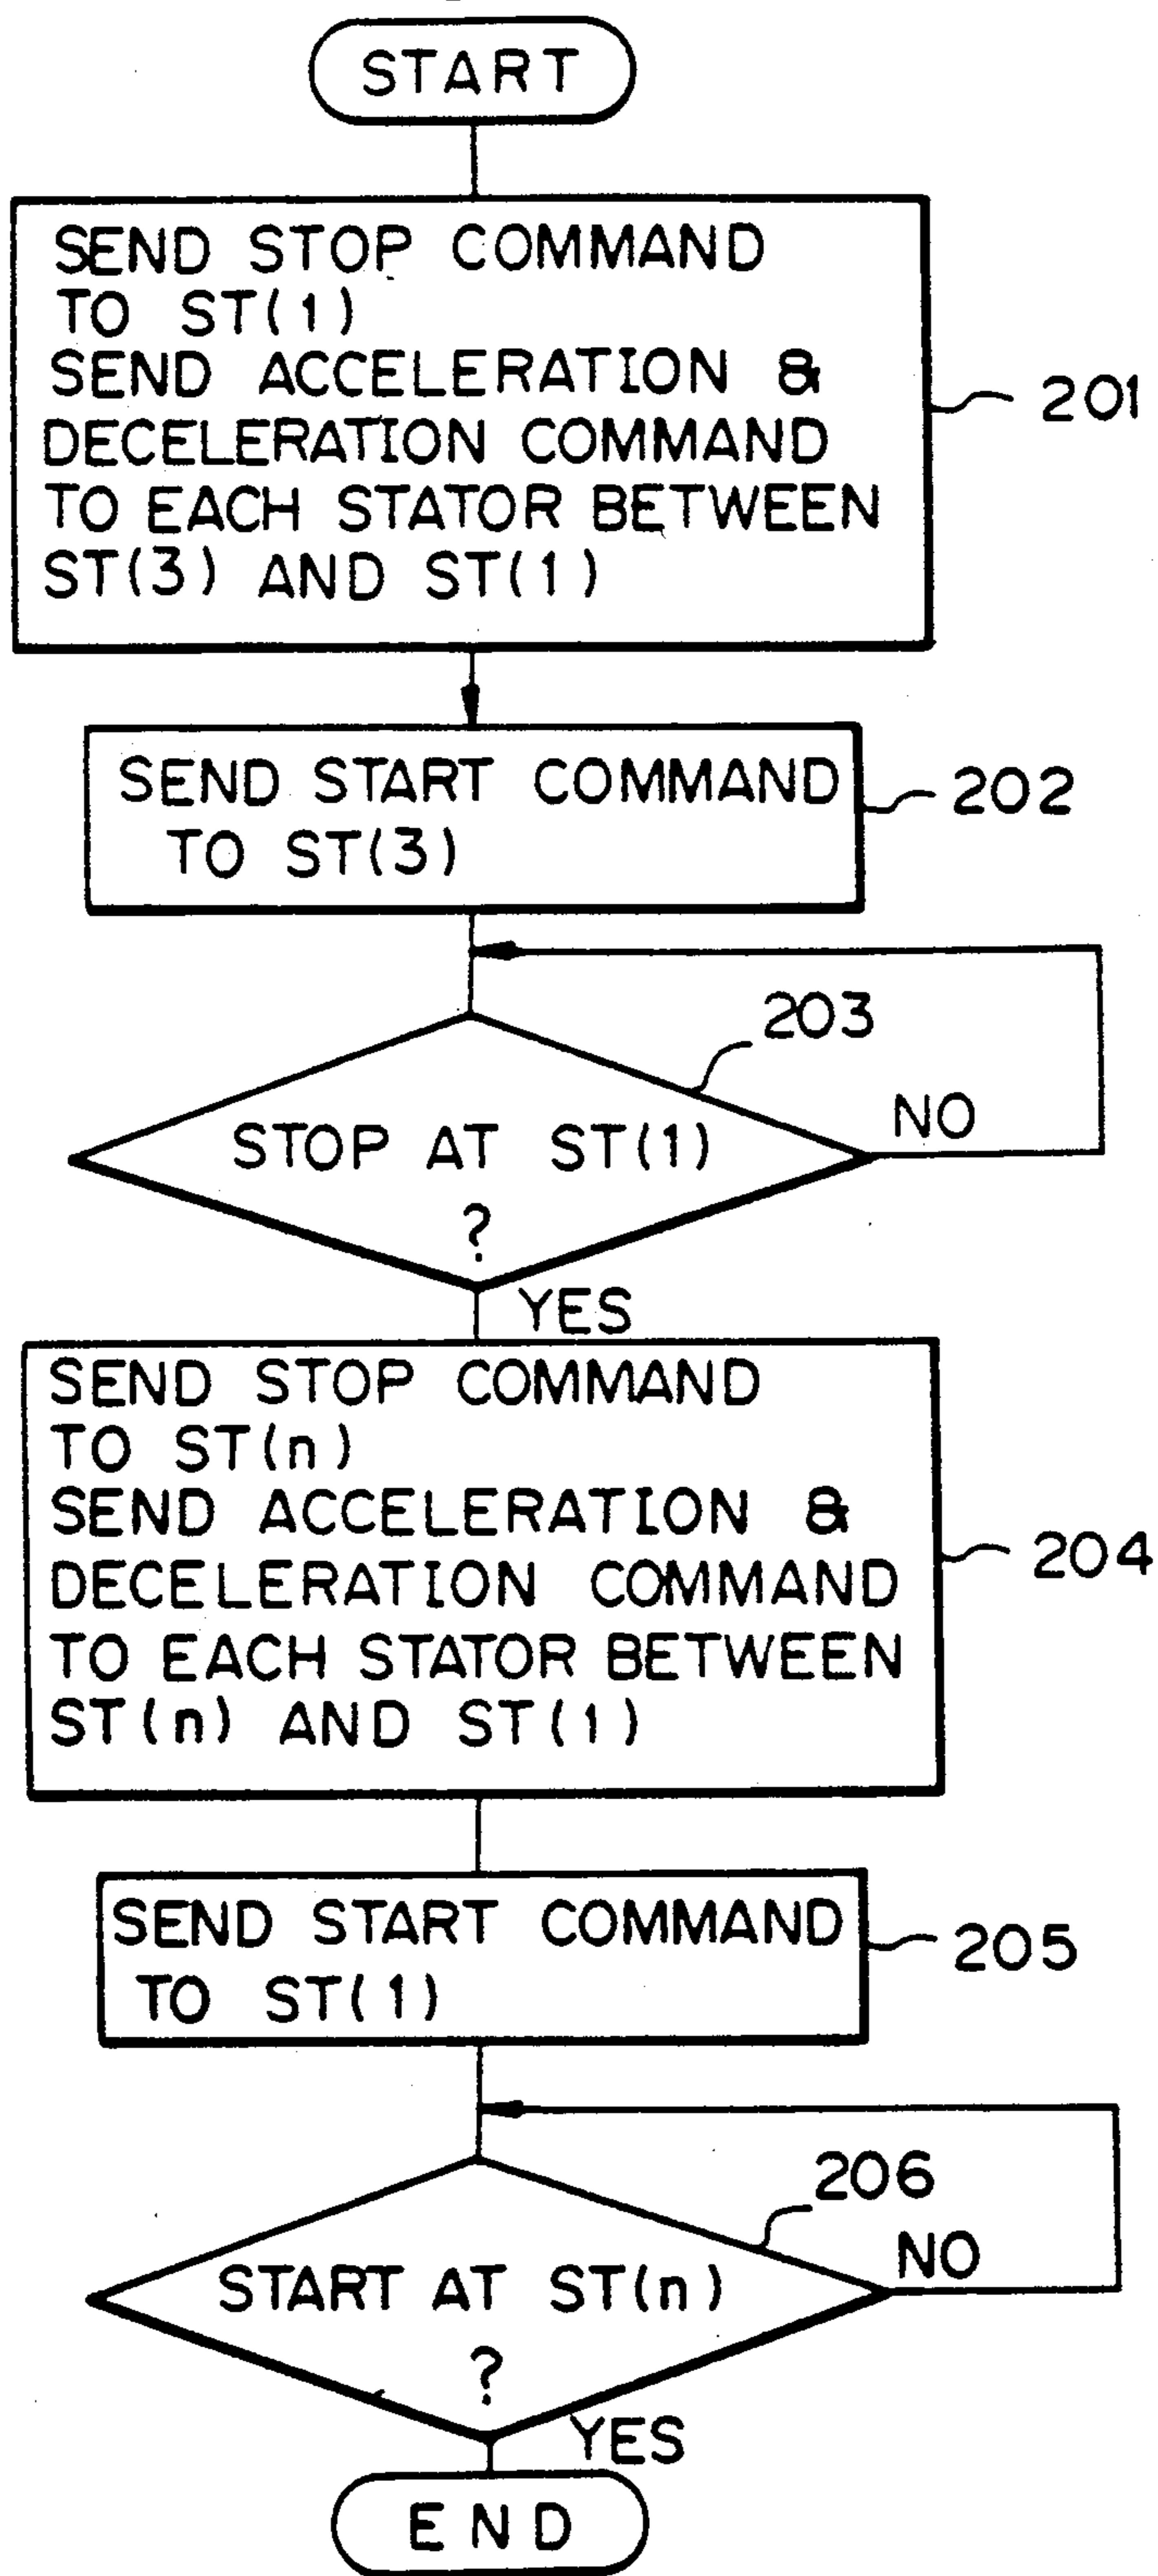 START
SEND STOP COMMAND
TO ST(1)
SEND ACCELERATION &
DECELERATION COMMAND
TO EACH STATOR BETWEEN
ST(3) AND ST(1)
201
SEND START COMMAND
TO ST(3)
202
203
STOP AT ST(1)
?
NO
YES
SEND STOP COMMAND
TO ST(n)
SEND ACCELERATION &
DECELERATION COMMAND
TO EACH STATOR BETWEEN
ST(n) AND ST(1)
204
SEND START COMMAND
TO ST(1)
205
206
START AT ST(n)
?
NO
YES
END